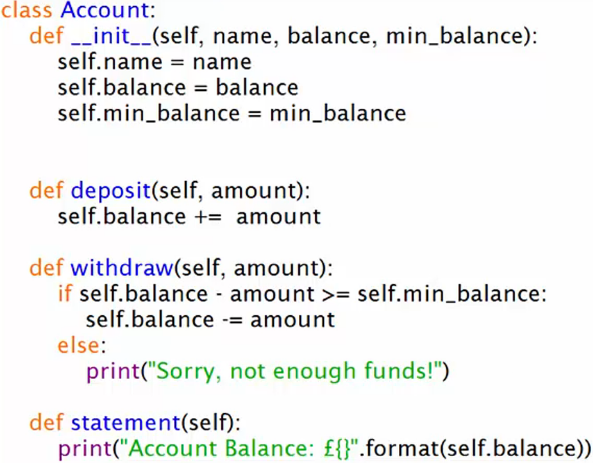 class Account:
    def __init__(self, name, balance, min_balance):
        self.name = name
        self.balance = balance
        self.min_balance = min_balance
    def deposit(self, amount):
        self.balance +=  amount
    def withdraw(self, amount):
        if self.balance - amount >= self.min_balance:
            self.balance -= amount
        else:
            print("Sorry, not enough funds!")
    def statement(self):
        print("Account Balance: £{}".format(self.balance))